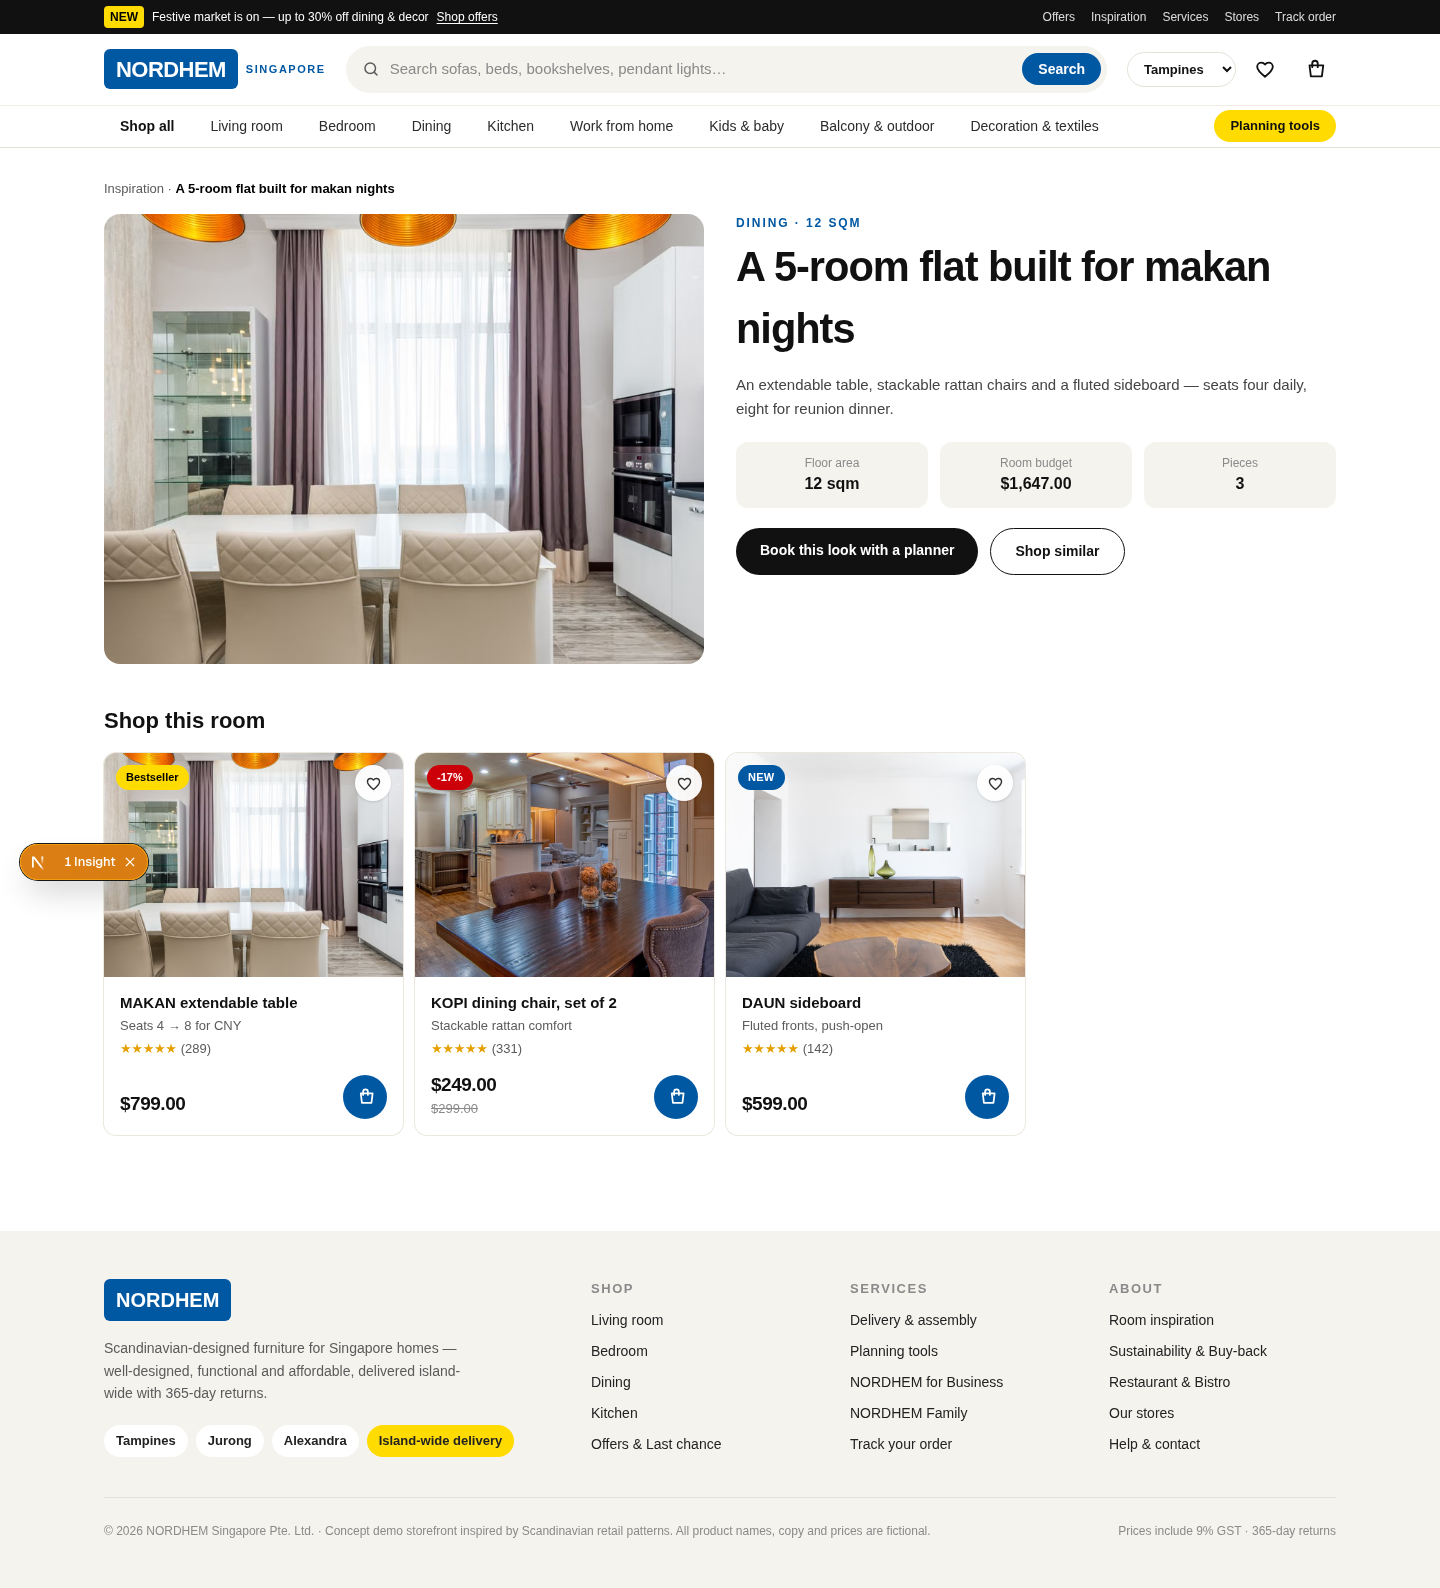 NEW Festive market is on — up to 30% off dining & decor Shop offers
Offers Inspiration Services Stores Track order
NORDHEM SINGAPORE
Search sofas, beds, bookshelves, pendant lights…
Search
Tampines
Shop all Living room Bedroom Dining Kitchen Work from home Kids & baby Balcony & outdoor Decoration & textiles
Planning tools
Inspiration · A 5-room flat built for makan nights
DINING · 12 SQM
A 5-room flat built for makan
nights
An extendable table, stackable rattan chairs and a fluted sideboard — seats four daily,
eight for reunion dinner.
Floor area
12 sqm
Room budget
$1,647.00
Pieces
3
Book this look with a planner
Shop similar
Shop this room
Bestseller
1 Insight
MAKAN extendable table
Seats 4 → 8 for CNY
★★★★★ (289)
$799.00
-17%
KOPI dining chair, set of 2
Stackable rattan comfort
★★★★★ (331)
$249.00
$299.00
NEW
DAUN sideboard
Fluted fronts, push-open
★★★★★ (142)
$599.00
NORDHEM
Scandinavian-designed furniture for Singapore homes —
well-designed, functional and affordable, delivered island-
wide with 365-day returns.
Tampines Jurong Alexandra Island-wide delivery
SHOP
Living room
Bedroom
Dining
Kitchen
Offers & Last chance
SERVICES
Delivery & assembly
Planning tools
NORDHEM for Business
NORDHEM Family
Track your order
ABOUT
Room inspiration
Sustainability & Buy-back
Restaurant & Bistro
Our stores
Help & contact
© 2026 NORDHEM Singapore Pte. Ltd. · Concept demo storefront inspired by Scandinavian retail patterns. All product names, copy and prices are fictional.
Prices include 9% GST · 365-day returns